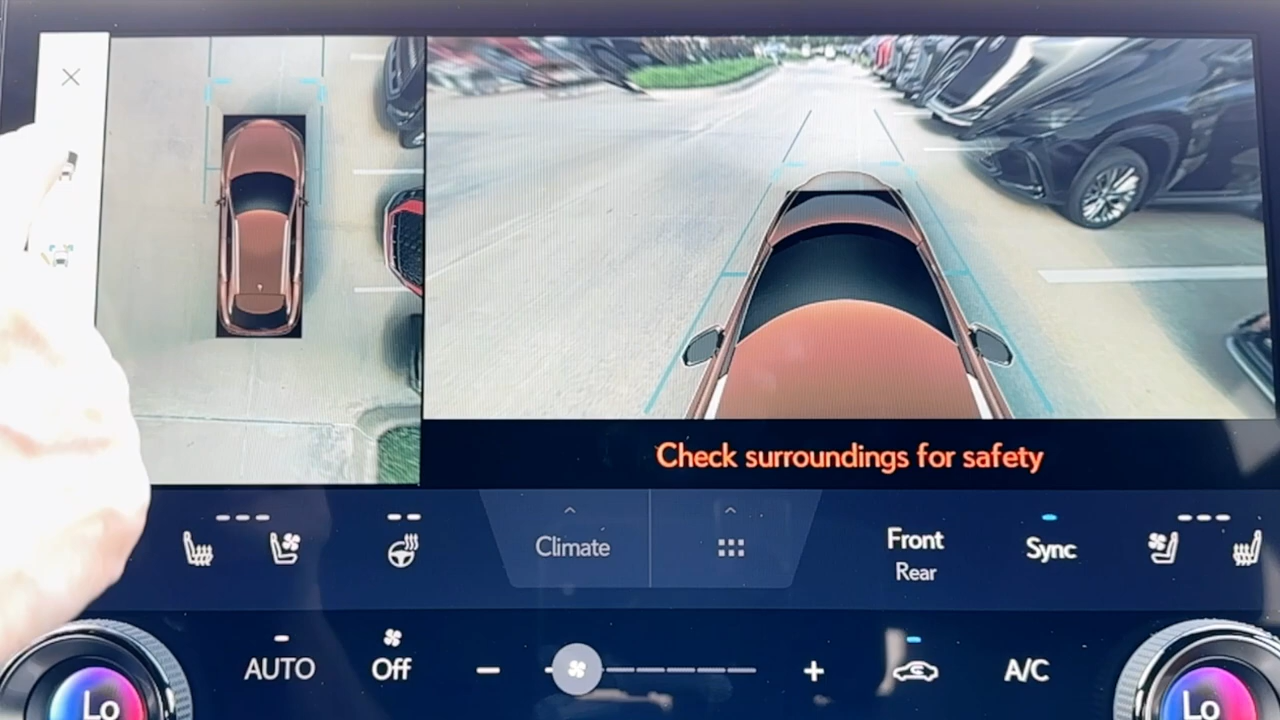 Check surroundings for safety
Climate
Front
Rear
Sync
AUTO
Off
A/C
Lo
Lo